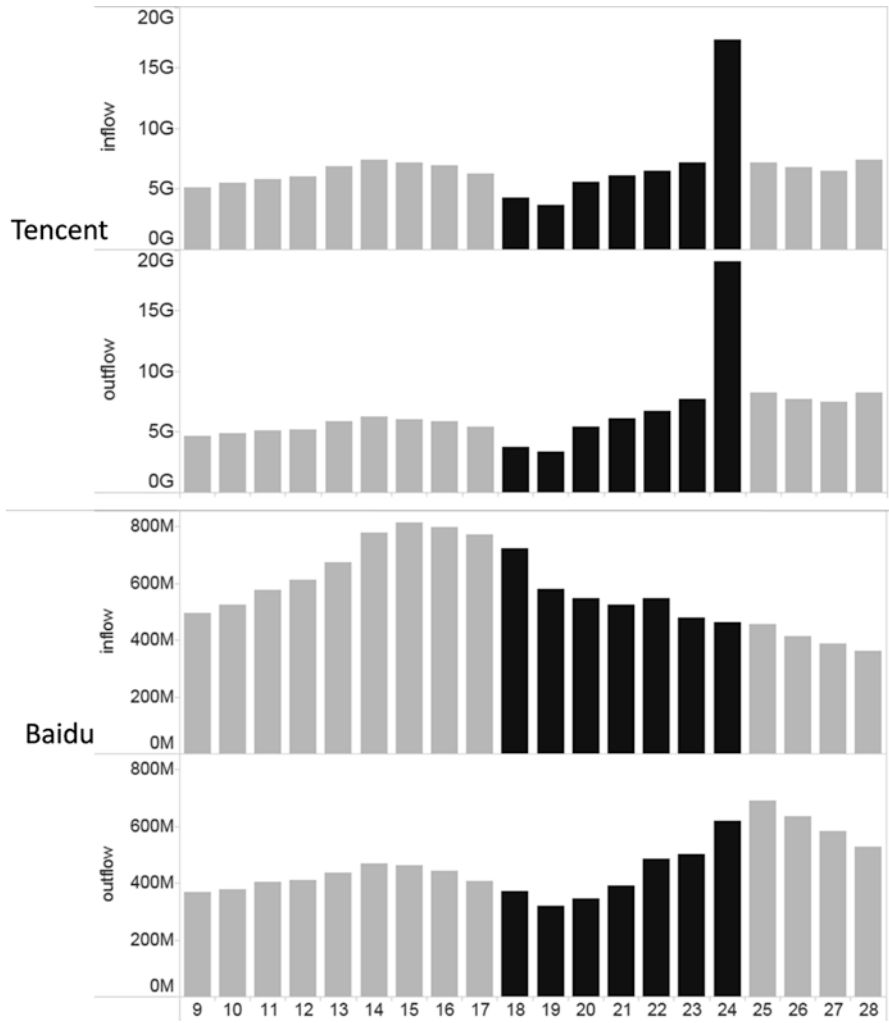 20G
15G
10G
5G
0G
inflow
Tencent
20G
15G
10G
5G
0G
outflow
800M
600M
400M
200M
0M
inflow
Baidu
800M
600M
400M
200M
0M
outflow
9 10 11 12 13 14 15 16 17 18 19 20 21 22 23 24 25 26 27 28